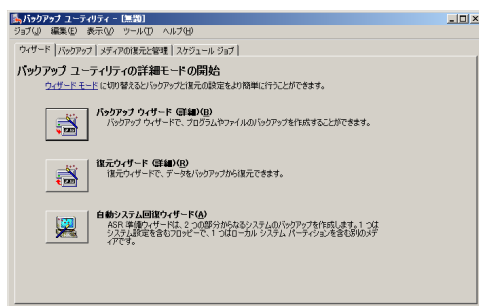 バックアップ ユーティリティ - [無題]
ジョブ(J) 編集(E) 表示(V) ツール(T) ヘルプ(H)
ウィザード バックアップ メディアの復元と管理 スケジュール ジョブ
バックアップ ユーティリティの詳細モードの開始
ウィザード モードに切り替えるとバックアップと復元の設定をより簡単に行うことができます。
バックアップ ウィザード (詳細)(B)
バックアップ ウィザードで、プログラムやファイルのバックアップを作成することができます。
復元ウィザード (詳細)(R)
復元ウィザードで、データをバックアップから復元できます。
自動システム回復ウィザード(A)
ASR 準備ウィザードは、2 つの部分からなるシステムのバックアップを作成します。1 つは
システム設定を含むフロッピーで、1 つはローカル システム パーティションを含む別のメデ
ィアです。